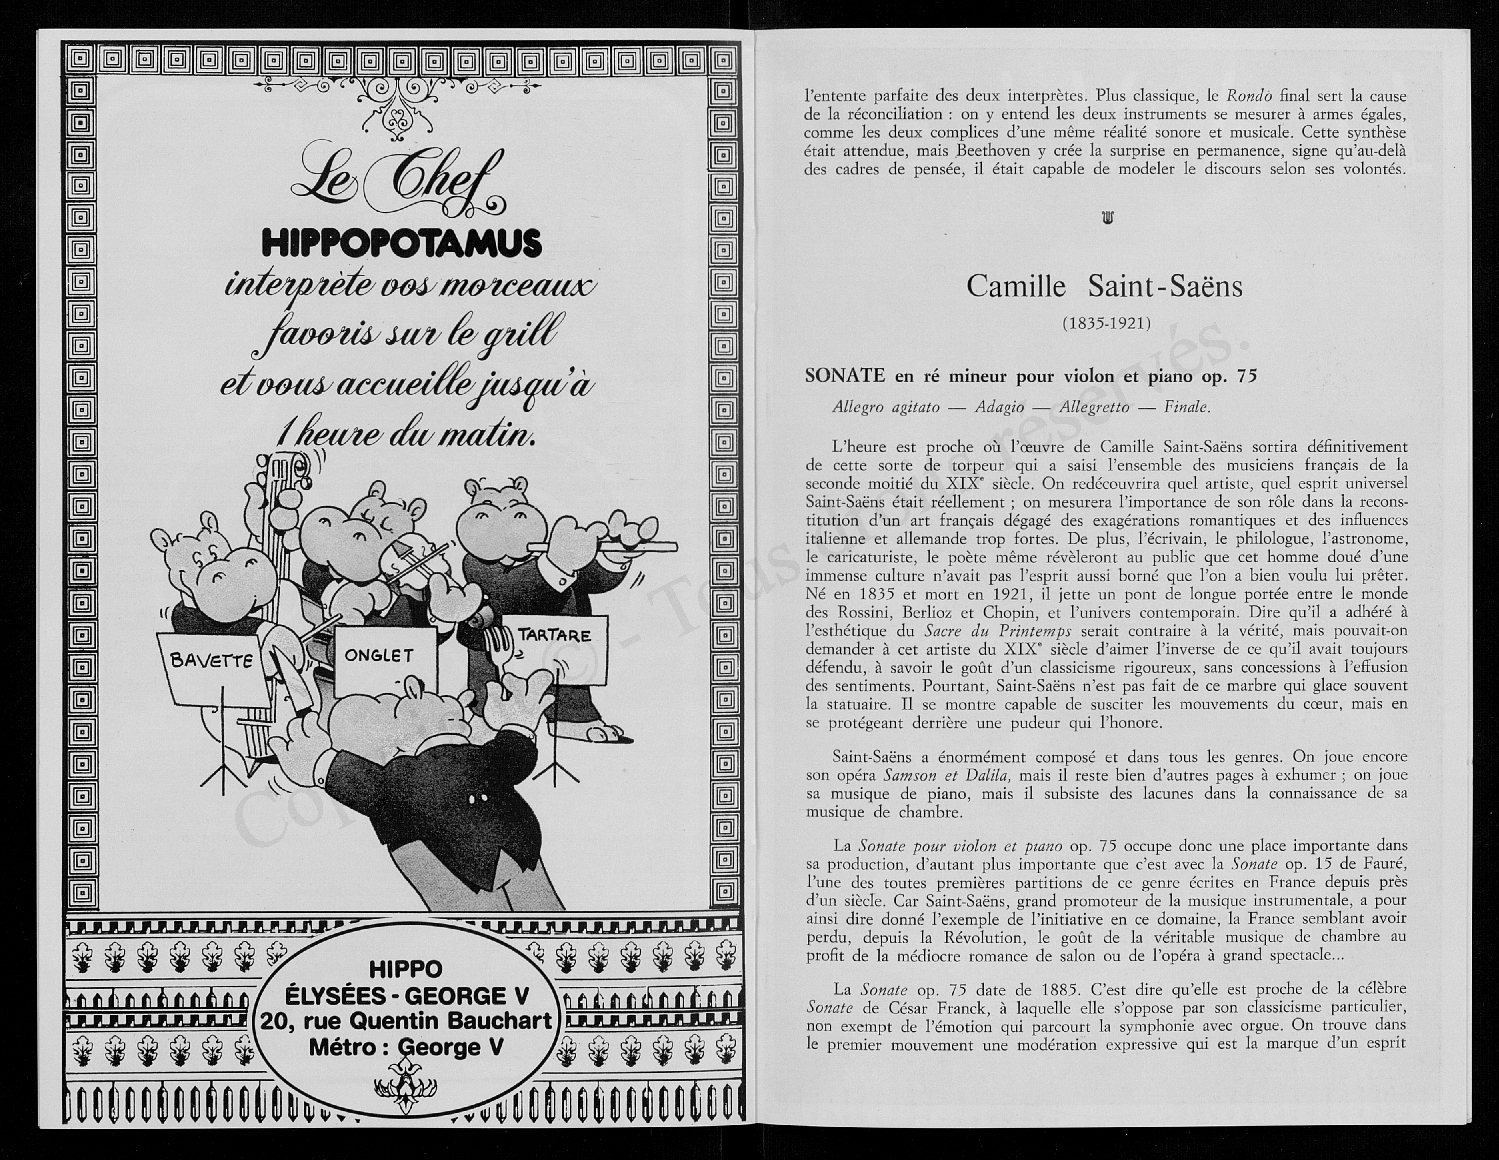 Le Chef
HIPPOPOTAMUS
interprète vos morceaux
favoris sur le grill
et vous accueille jusqu'à
1 heure du matin.
BAVETTE
ONGLET
TARTARE
HIPPO
ÉLYSÉES - GEORGE V
20, rue Quentin Bauchart
Métro : George V
l'entente parfaite des deux interprètes. Plus classique, le Rondo final sert la cause
de la réconciliation : on y entend les deux instruments se mesurer à armes égales,
comme les deux complices d'une même réalité sonore et musicale. Cette synthèse
était attendue, mais Beethoven y crée la surprise en permanence, signe qu'au-delà
des cadres de pensée, il était capable de modeler le discours selon ses volontés.
Camille Saint-Saëns
(1835-1921)
SONATE en ré mineur pour violon et piano op. 75
Allegro agitato — Adagio — Allegretto — Finale.
L'heure est proche où l'œuvre de Camille Saint-Saëns sortira définitivement
de cette sorte de torpeur qui a saisi l'ensemble des musiciens français de la
seconde moitié du XIXe siècle. On redécouvrira quel artiste, quel esprit universel
Saint-Saëns était réellement ; on mesurera l'importance de son rôle dans la recons-
titution d'un art français dégagé des exagérations romantiques et des influences
italienne et allemande trop fortes. De plus, l'écrivain, le philologue, l'astronome,
le caricaturiste, le poète même révèleront au public que cet homme doué d'une
immense culture n'avait pas l'esprit aussi borné que l'on a bien voulu lui prêter.
Né en 1835 et mort en 1921, il jette un pont de longue portée entre le monde
des Rossini, Berlioz et Chopin, et l'univers contemporain. Dire qu'il a adhéré à
l'esthétique du Sacre du Printemps serait contraire à la vérité, mais pouvait-on
demander à cet artiste du XIXe siècle d'aimer l'inverse de ce qu'il avait toujours
défendu, à savoir le goût d'un classicisme rigoureux, sans concessions à l'effusion
des sentiments. Pourtant, Saint-Saëns n'est pas fait de ce marbre qui glace souvent
la statuaire. Il se montre capable de susciter les mouvements du cœur, mais en
se protégeant derrière une pudeur qui l'honore.
Saint-Saëns a énormément composé et dans tous les genres. On joue encore
son opéra Samson et Dalila, mais il reste bien d'autres pages à exhumer ; on joue
sa musique de piano, mais il subsiste des lacunes dans la connaissance de sa
musique de chambre.
La Sonate pour violon et piano op. 75 occupe donc une place importante dans
sa production, d'autant plus importante que c'est avec la Sonate op. 15 de Fauré,
l'une des toutes premières partitions de ce genre écrites en France depuis près
d'un siècle. Car Saint-Saëns, grand promoteur de la musique instrumentale, a pour
ainsi dire donné l'exemple de l'initiative en ce domaine, la France semblant avoir
perdu, depuis la Révolution, le goût de la véritable musique de chambre au
profit de la médiocre romance de salon ou de l'opéra à grand spectacle...
La Sonate op. 75 date de 1885. C'est dire qu'elle est proche de la célèbre
Sonate de César Franck, à laquelle elle s'oppose par son classicisme particulier,
non exempt de l'émotion qui parcourt la symphonie avec orgue. On trouve dans
le premier mouvement une modération expressive qui est la marque d'un esprit